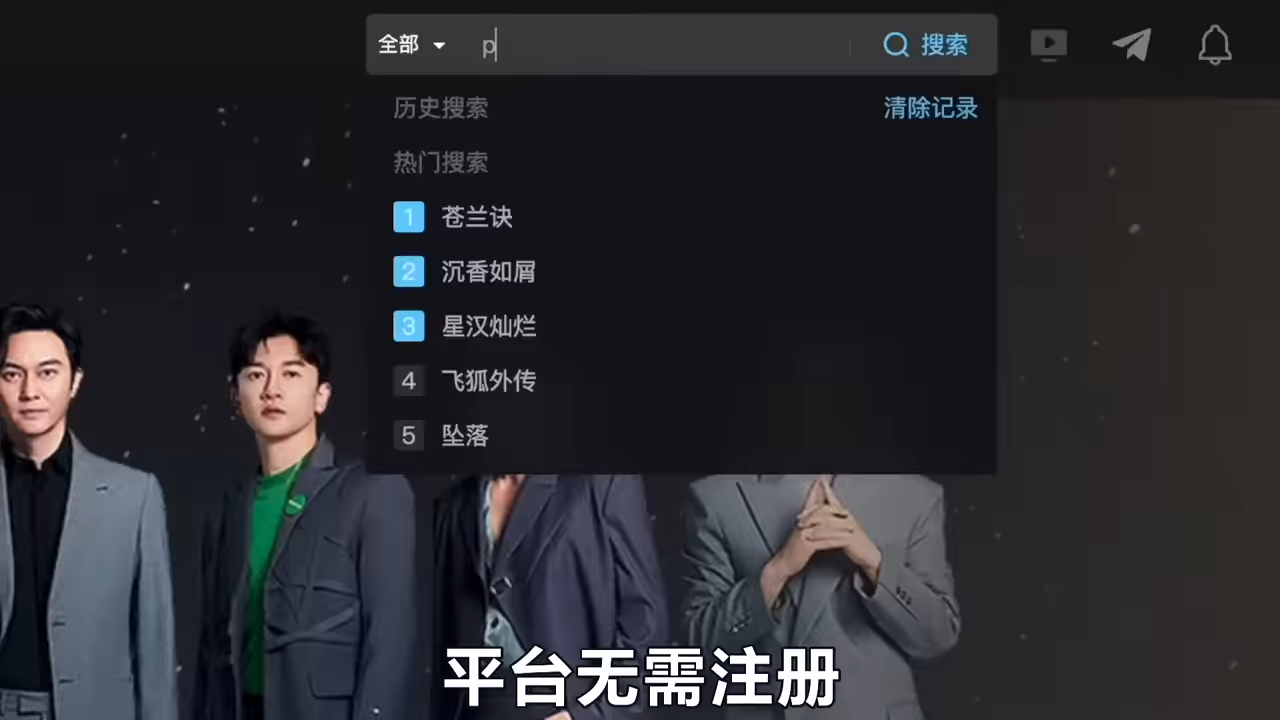 全部
p
搜索
历史搜索
清除记录
热门搜索
1 苍兰诀
2 沉香如屑
3 星汉灿烂
4 飞狐外传
5 坠落
平台无需注册